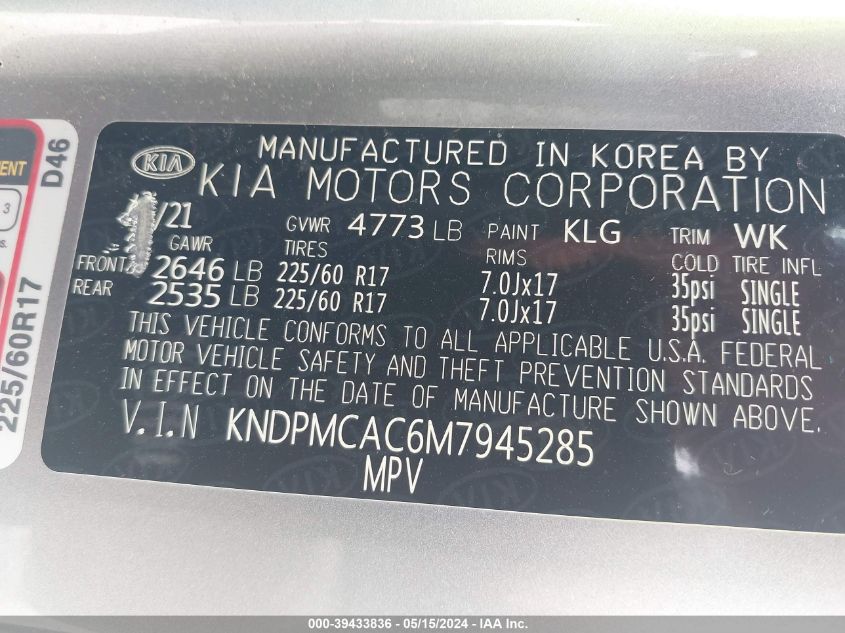 MANUFACTURED IN KOREA BY
KIA KIA MOTORS CORPORATION
/21 GVWR 4773 LB PAINT KLG TRIM WK
GAWR TIRES RIMS COLD TIRE INFL
FRONT 2646 LB 225/60 R17 7.0Jx17 35psi SINGLE
REAR 2535 LB 225/60 R17 7.0Jx17 35psi SINGLE
THIS VEHICLE CONFORMS TO ALL APPLICABLE U.S.A. FEDERAL
MOTOR VEHICLE SAFETY AND THEFT PREVENTION STANDARDS
IN EFFECT ON THE DATE OF MANUFACTURE SHOWN ABOVE.
V.I.N KNDPMCAC6M7945285
MPV
D46
225/60R17
3
000-39433836 - 05/15/2024 - IAA Inc.